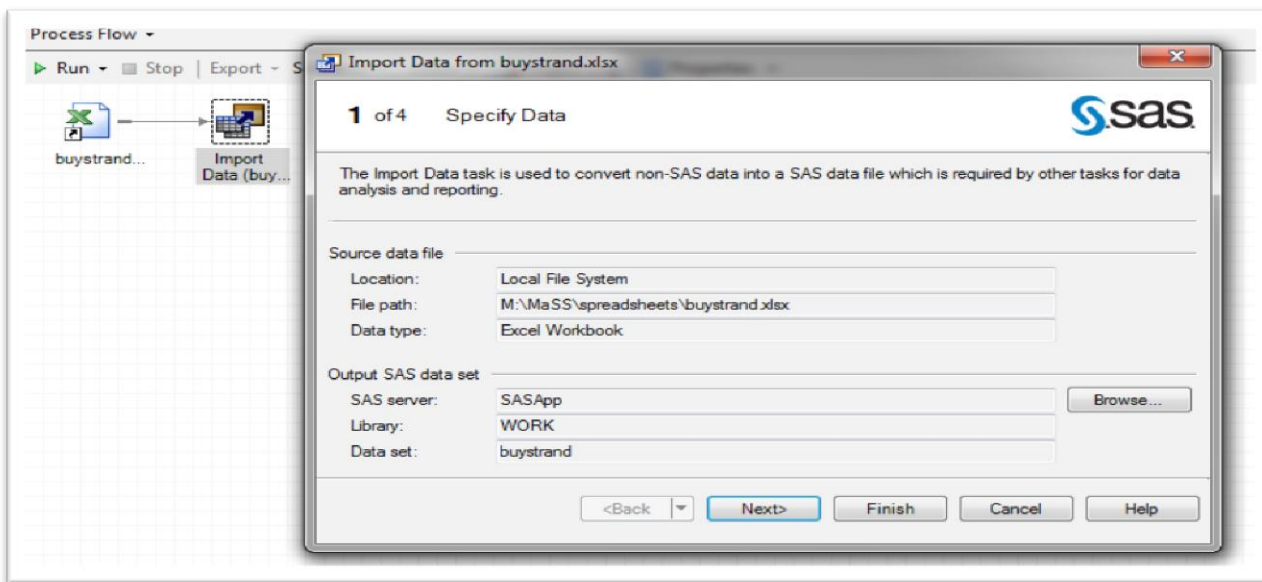 Process Flow
Run Stop Export S
buystrand...
Import
Data (buy...
Import Data from buystrand.xlsx
1 of 4 Specify Data
sas
The Import Data task is used to convert non-SAS data into a SAS data file which is required by other tasks for data
analysis and reporting.
Source data file
Location: Local File System
File path: M:\MaSS\spreadsheets\buystrand.xlsx
Data type: Excel Workbook
Output SAS data set
SAS server: SASApp Browse...
Library: WORK
Data set: buystrand
<Back Next> Finish Cancel Help